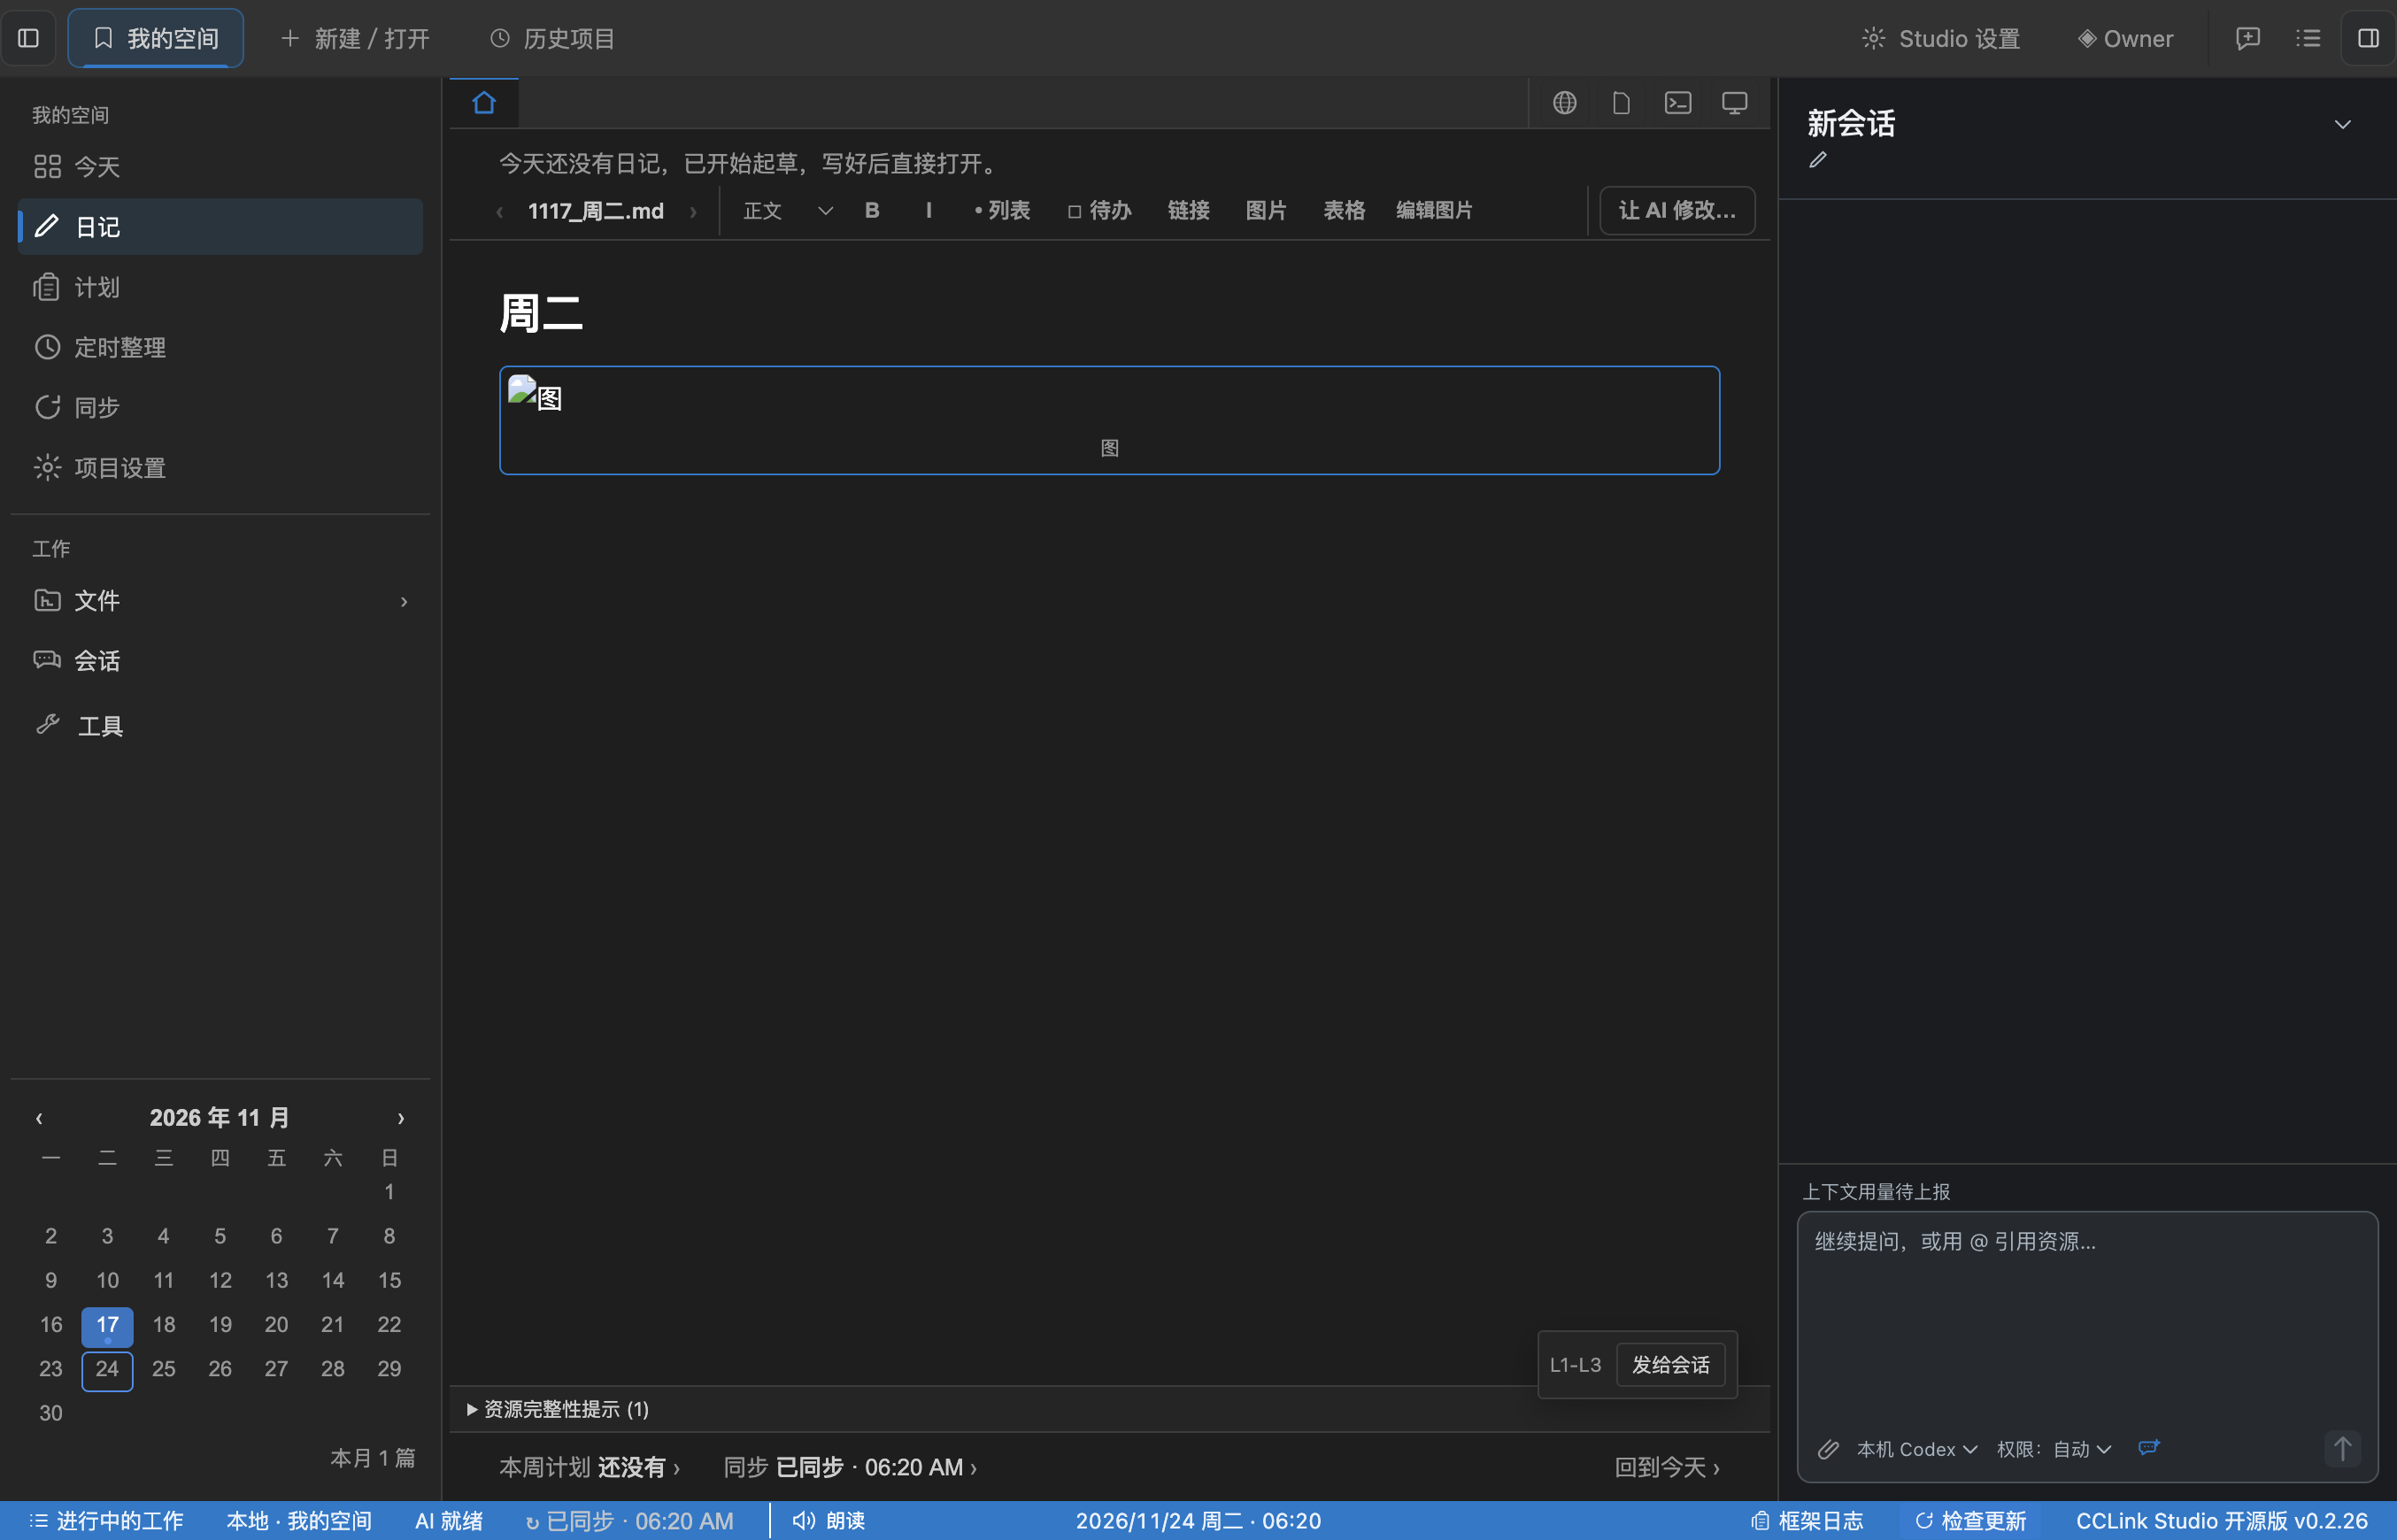 我的空间
新建 / 打开
历史项目
Studio 设置
Owner
我的空间
今天
日记
计划
定时整理
同步
项目设置
工作
文件
会话
工具
2026 年 11 月
一 二 三 四 五 六 日
1
2 3 4 5 6 7 8
9 10 11 12 13 14 15
16 17 18 19 20 21 22
23 24 25 26 27 28 29
30
本月 1 篇
今天还没有日记，已开始起草，写好后直接打开。
‹ 1117_周二.md › 正文 B I • 列表 □ 待办 链接 图片 表格 编辑图片 让 AI 修改...
周二
图
图
L1-L3 发给会话
▶ 资源完整性提示 (1)
本周计划 还没有 › 同步 已同步 · 06:20 AM › 回到今天 ›
新会话
上下文用量待上报
继续提问，或用 @ 引用资源...
本机 Codex 权限：自动
进行中的工作 本地 · 我的空间 AI 就绪 ↻ 已同步 · 06:20 AM 朗读 2026/11/24 周二 · 06:20 框架日志 检查更新 CCLink Studio 开源版 v0.2.26